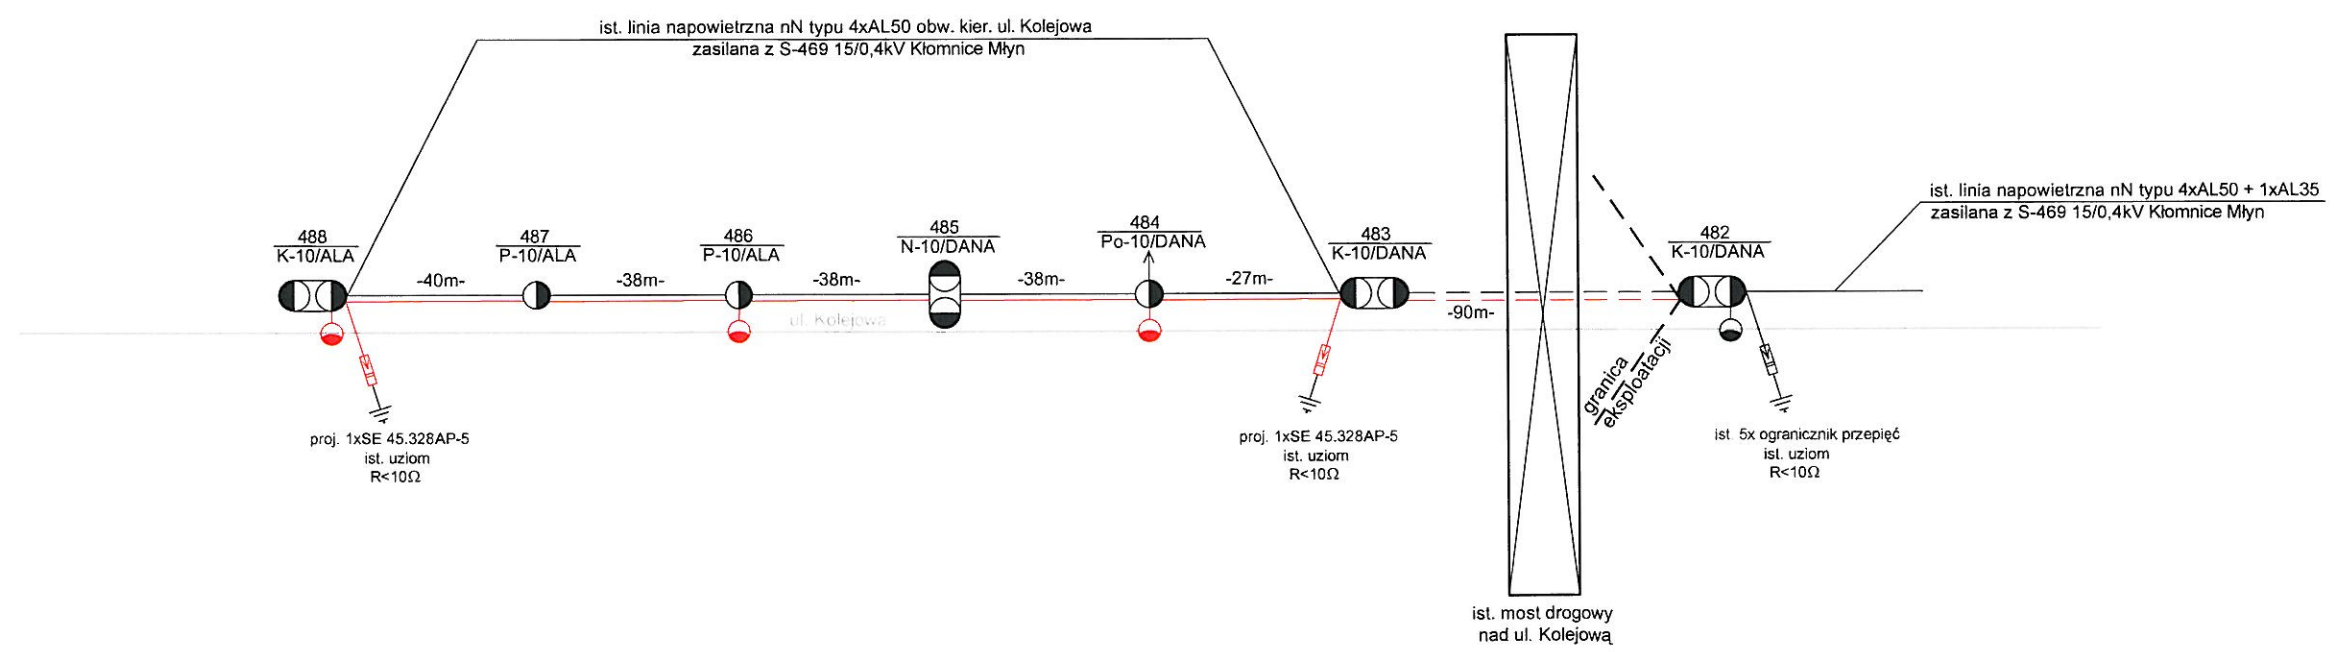 ist. linia napowietrzna nN typu 4xAL50 obw. kier. ul. Kolejowa
zasilana z S-469 15/0,4kV Kłomnice Młyn
ist. linia napowietrzna nN typu 4xAL50 + 1xAL35
zasilana z S-469 15/0,4kV Kłomnice Młyn
488
K-10/ALA
487
P-10/ALA
486
P-10/ALA
485
N-10/DANA
484
Po-10/DANA
483
K-10/DANA
482
K-10/DANA
-40m-
-38m-
-38m-
-38m-
-27m-
-90m-
ul. Kolejowa
granica
eksploatacji
proj. 1xSE 45.328AP-5
ist. uziom
R<10Ω
proj. 1xSE 45.328AP-5
ist. uziom
R<10Ω
ist. 5x ogranicznik przepięć
ist. uziom
R<10Ω
ist. most drogowy
nad ul. Kolejową